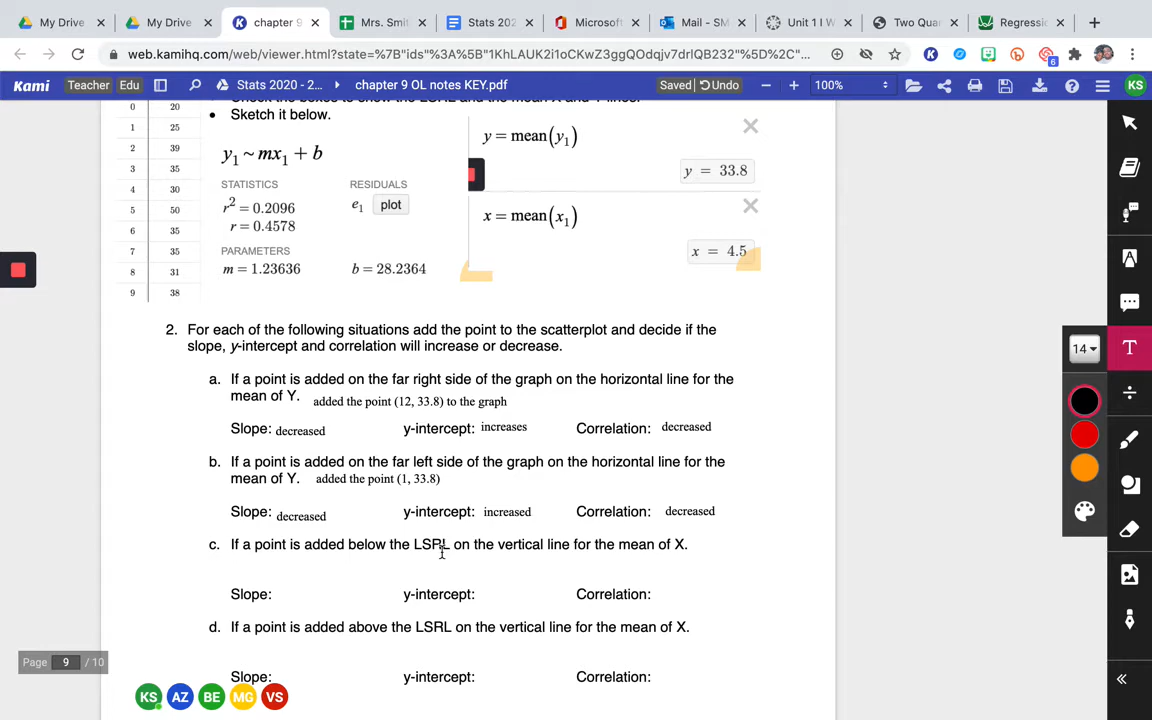 My Drive
My Drive
chapter 9
Mrs. Smit
Stats 202
Microsof
Mail - SM
Unit 1 I W
Two Quar
Regressi
web.kamihq.com/web/viewer.html?state=%7B"ids"%3A%5B"1KhLAUK2i1oCKwZ3ggQOdqjv7drlQB232"%5D%2C"...
6
Kami Teacher Edu Stats 2020 - 2... chapter 9 OL notes KEY.pdf Saved Undo 100% KS
• Sketch it below.
0 20
1 25
2 39
3 35
4 30
5 50
6 35
7 35
8 31
9 38
y₁ ~ mx₁ + b
STATISTICS RESIDUALS
r² = 0.2096 e₁ plot
r = 0.4578
PARAMETERS
m = 1.23636 b = 28.2364
y = mean(y₁)
y = 33.8
x = mean(x₁)
x = 4.5
14
T
2. For each of the following situations add the point to the scatterplot and decide if the
slope, y-intercept and correlation will increase or decrease.
a. If a point is added on the far right side of the graph on the horizontal line for the
mean of Y. added the point (12, 33.8) to the graph
Slope: decreased y-intercept: increases Correlation: decreased
b. If a point is added on the far left side of the graph on the horizontal line for the
mean of Y. added the point (1, 33.8)
Slope: decreased y-intercept: increased Correlation: decreased
c. If a point is added below the LSRL on the vertical line for the mean of X.
Slope: y-intercept: Correlation:
d. If a point is added above the LSRL on the vertical line for the mean of X.
Slope: y-intercept: Correlation:
Page 9 / 10
KS AZ BE MG VS